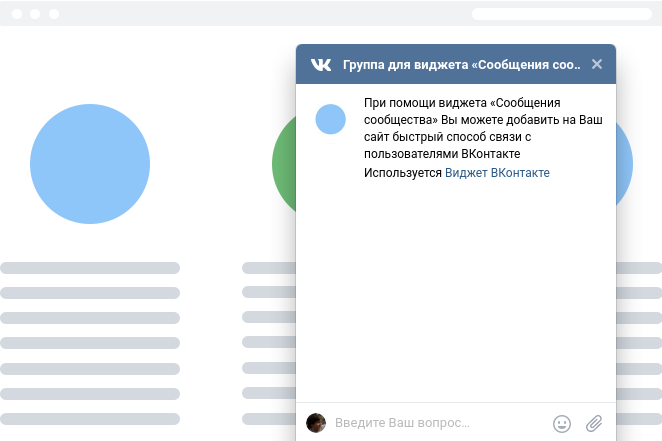 Группа для виджета «Сообщения соо..
При помощи виджета «Сообщения
сообщества» Вы можете добавить на Ваш
сайт быстрый способ связи с
пользователями ВКонтакте
Используется Виджет ВКонтакте
Введите Ваш вопрос...